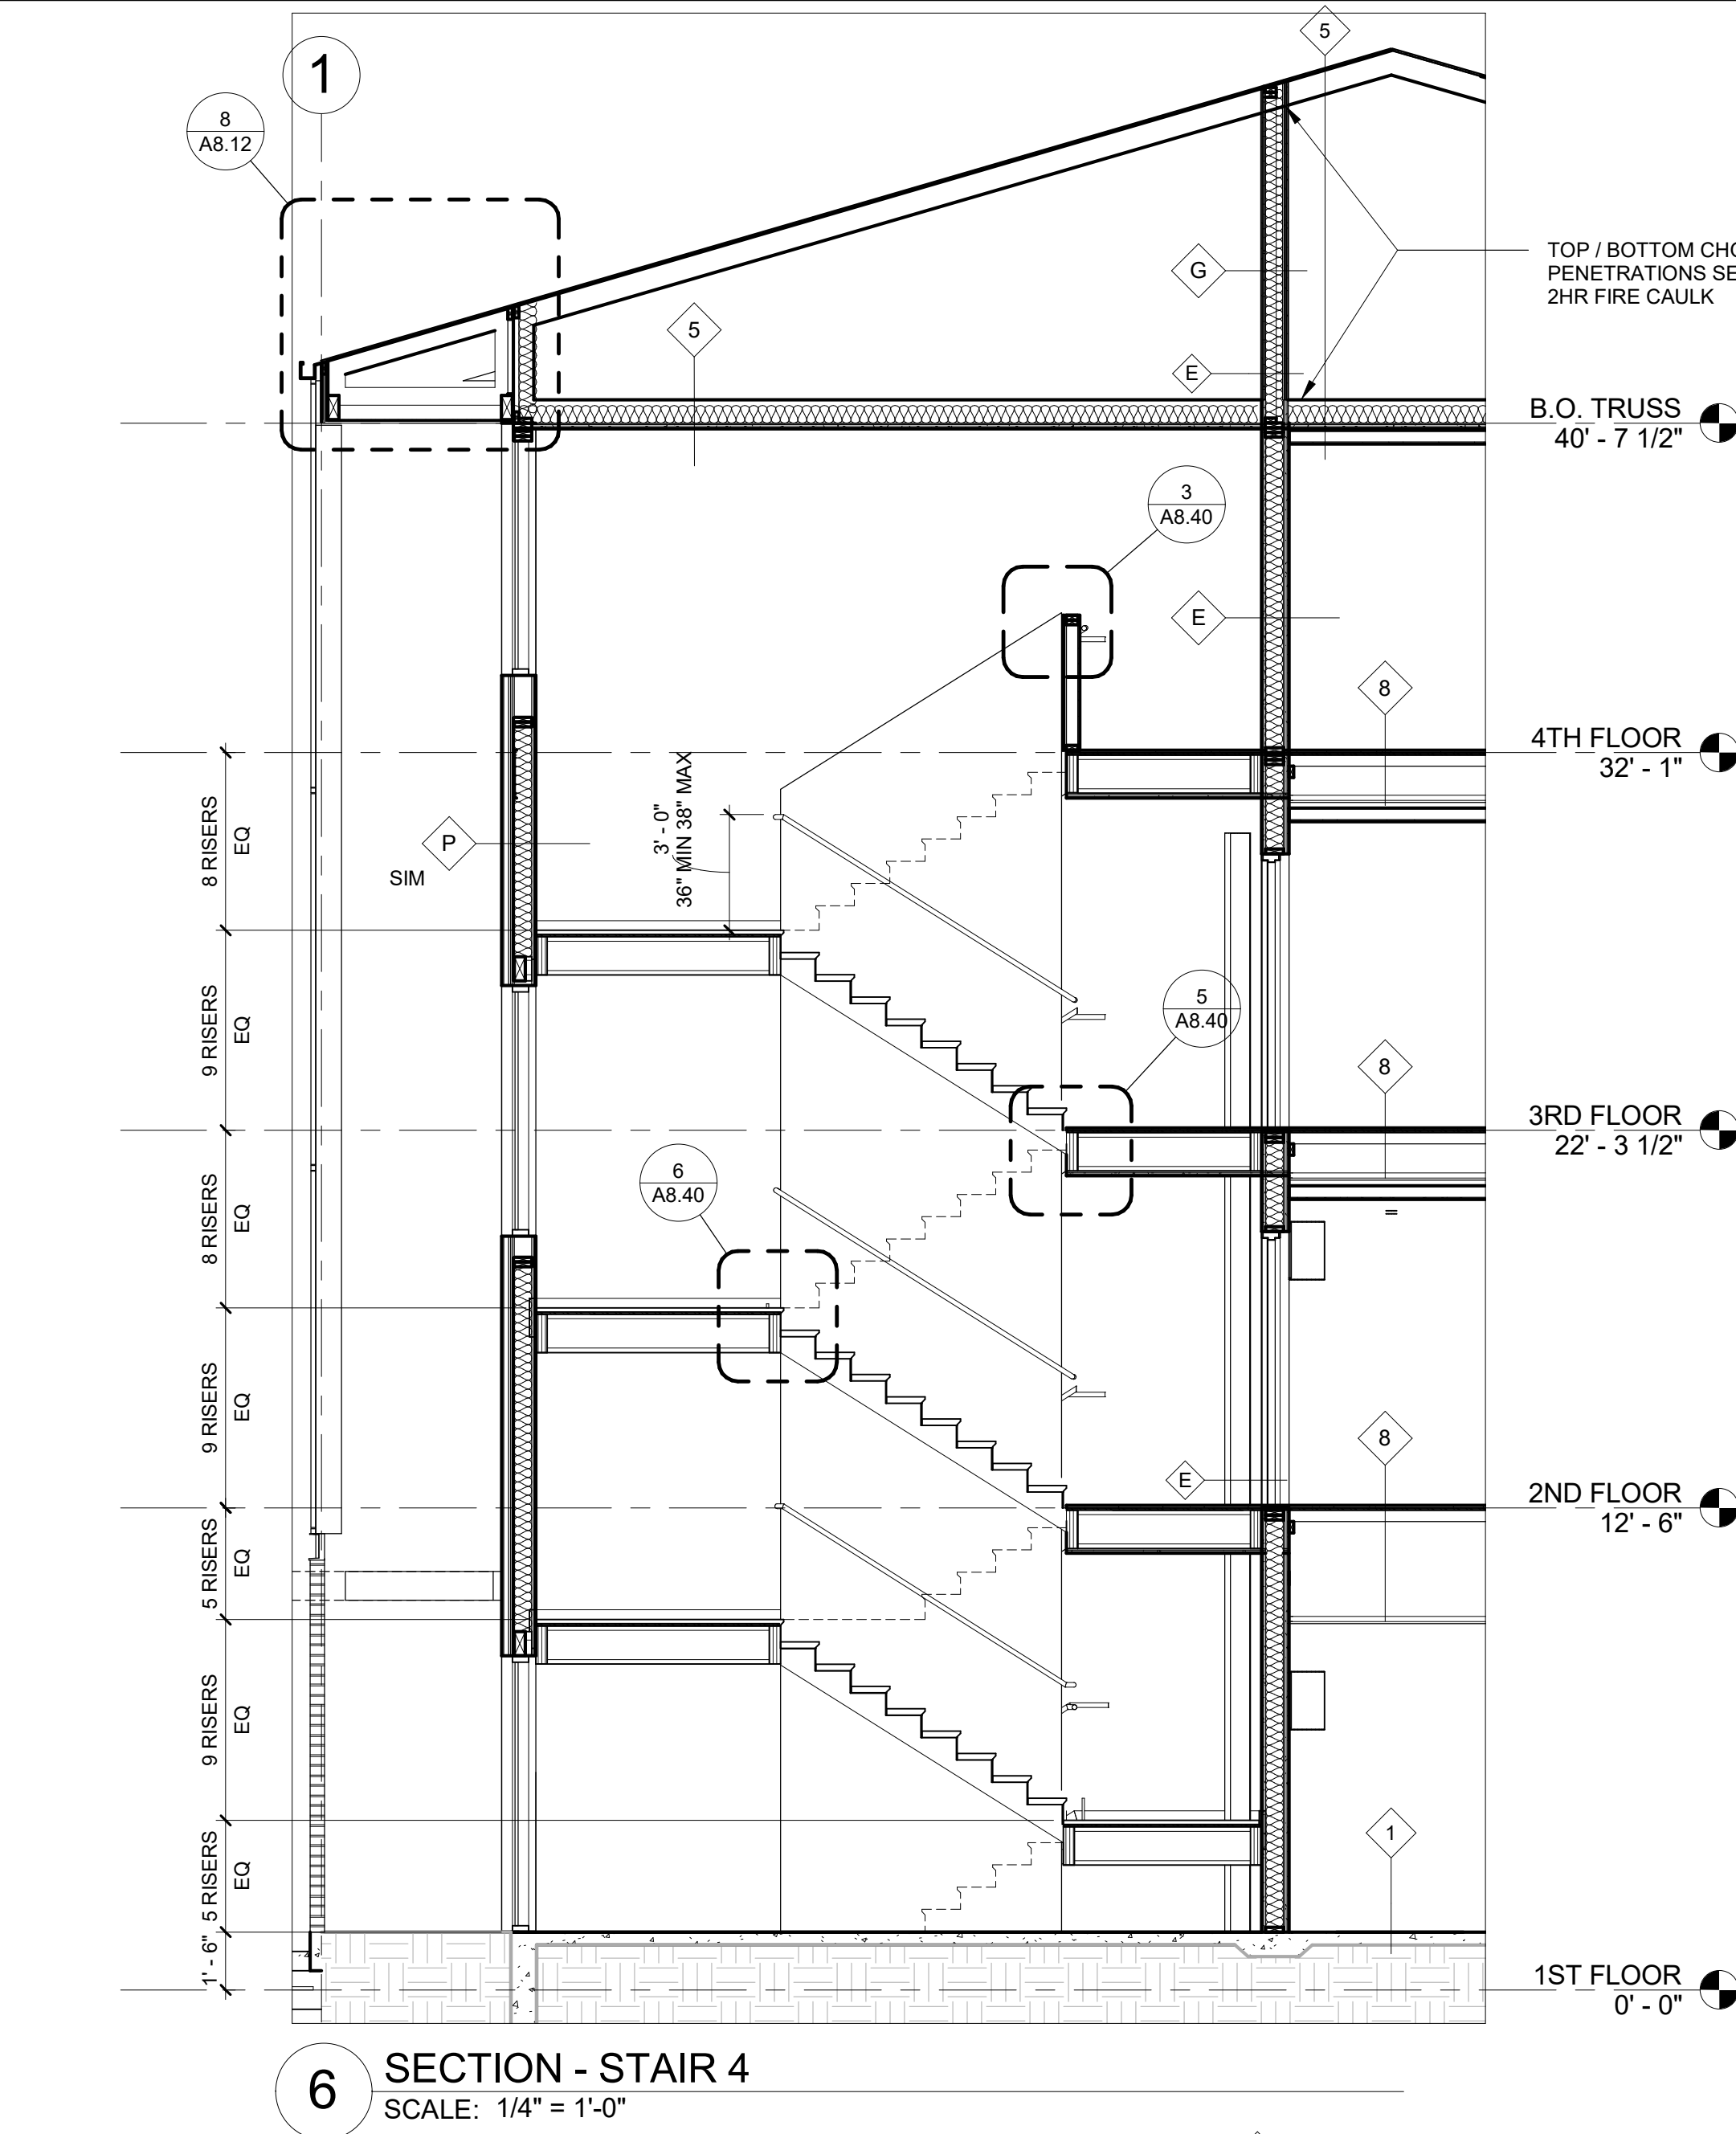 1
5
8
A8.12
TOP / BOTTOM
PENETRATIONS
2HR FIRE CAULK
G
5
E
B.O. TRUSS
40' - 7 1/2"
3
A8.40
E
8
4TH FLOOR
32' - 1"
8 RISERS
EQ
P
SIM
3' - 0"
36" MIN 38" MAX
9 RISERS
EQ
5
A8.40
8
3RD FLOOR
22' - 3 1/2"
8 RISERS
EQ
6
A8.40
9 RISERS
EQ
E
8
2ND FLOOR
12' - 6"
5 RISERS
EQ
9 RISERS
EQ
5 RISERS
EQ
1
1' - 6"
1ST FLOOR
0' - 0"
6
SECTION - STAIR 4
SCALE: 1/4" = 1'-0"